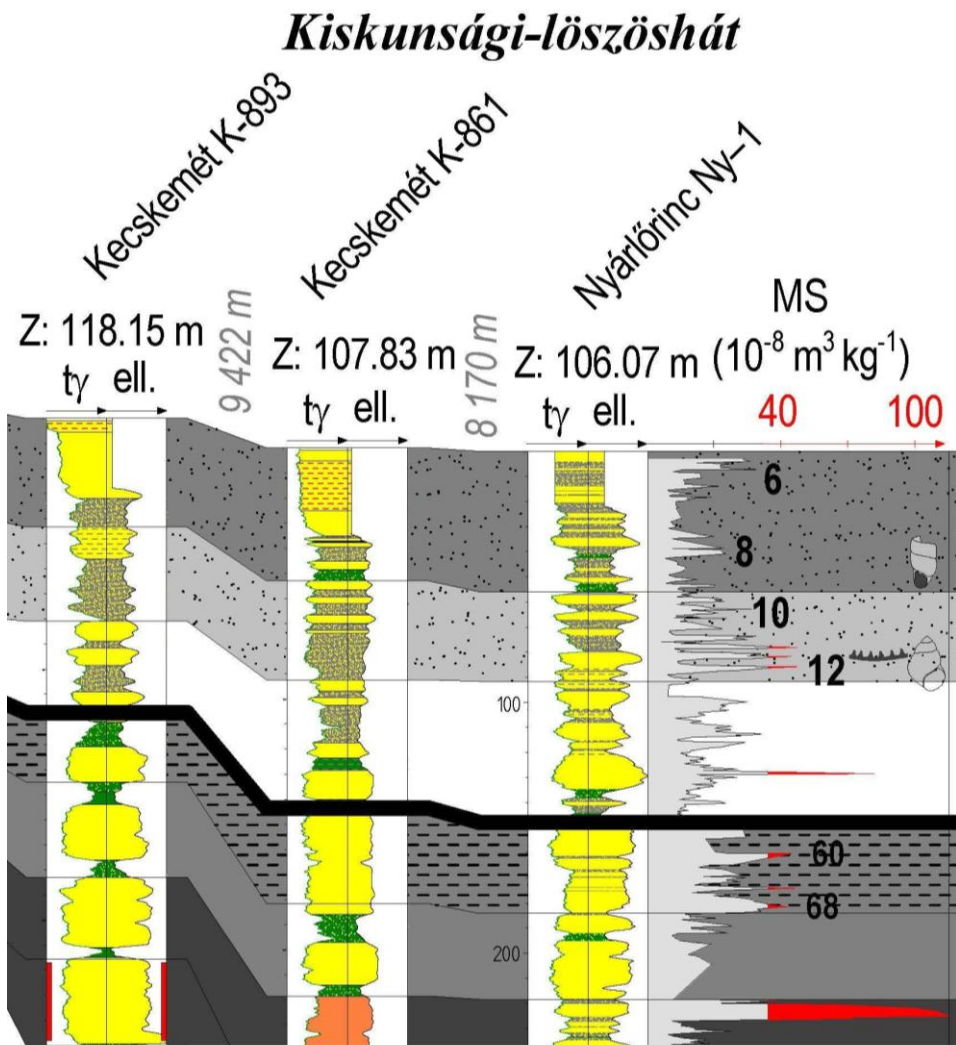 Kiskunsági-löszöshát
Kecskemét K-893
Kecskemét K-861
Nyárlőrinc Ny–1
MS
Z: 118.15 m
9 422 m
Z: 107.83 m
8 170 m
Z: 106.07 m
(10⁻⁸ m³ kg⁻¹)
tγ ell.
tγ ell.
tγ ell.
40
100
6
8
10
12
100
60
68
200